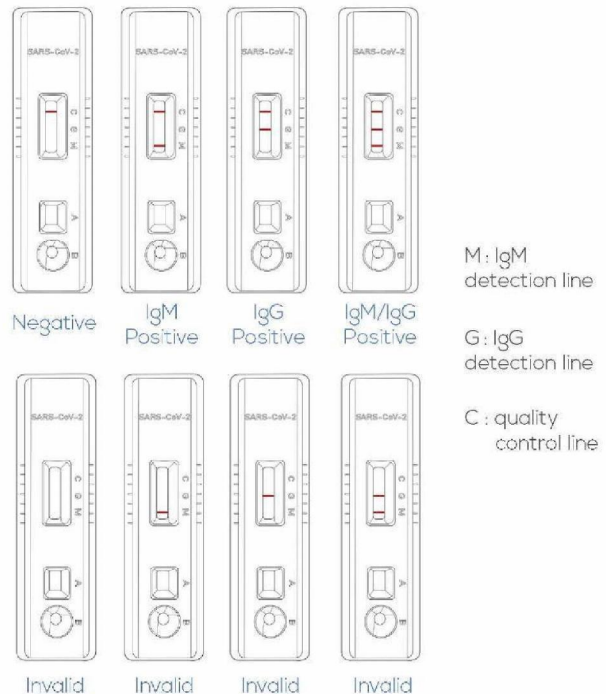 SARS-CoV-2 SARS-CoV-2 SARS-CoV-2 SARS-CoV-2
C G M C G M C G M C G M
A A A A
B B B B
Negative IgM Positive IgG Positive IgM/IgG Positive
M : IgM
detection line
G : IgG
detection line
C : quality
control line
SARS-CoV-2 SARS-CoV-2 SARS-CoV-2 SARS-CoV-2
C G M C G M C G M C G M
A A A A
B B B B
Invalid Invalid Invalid Invalid